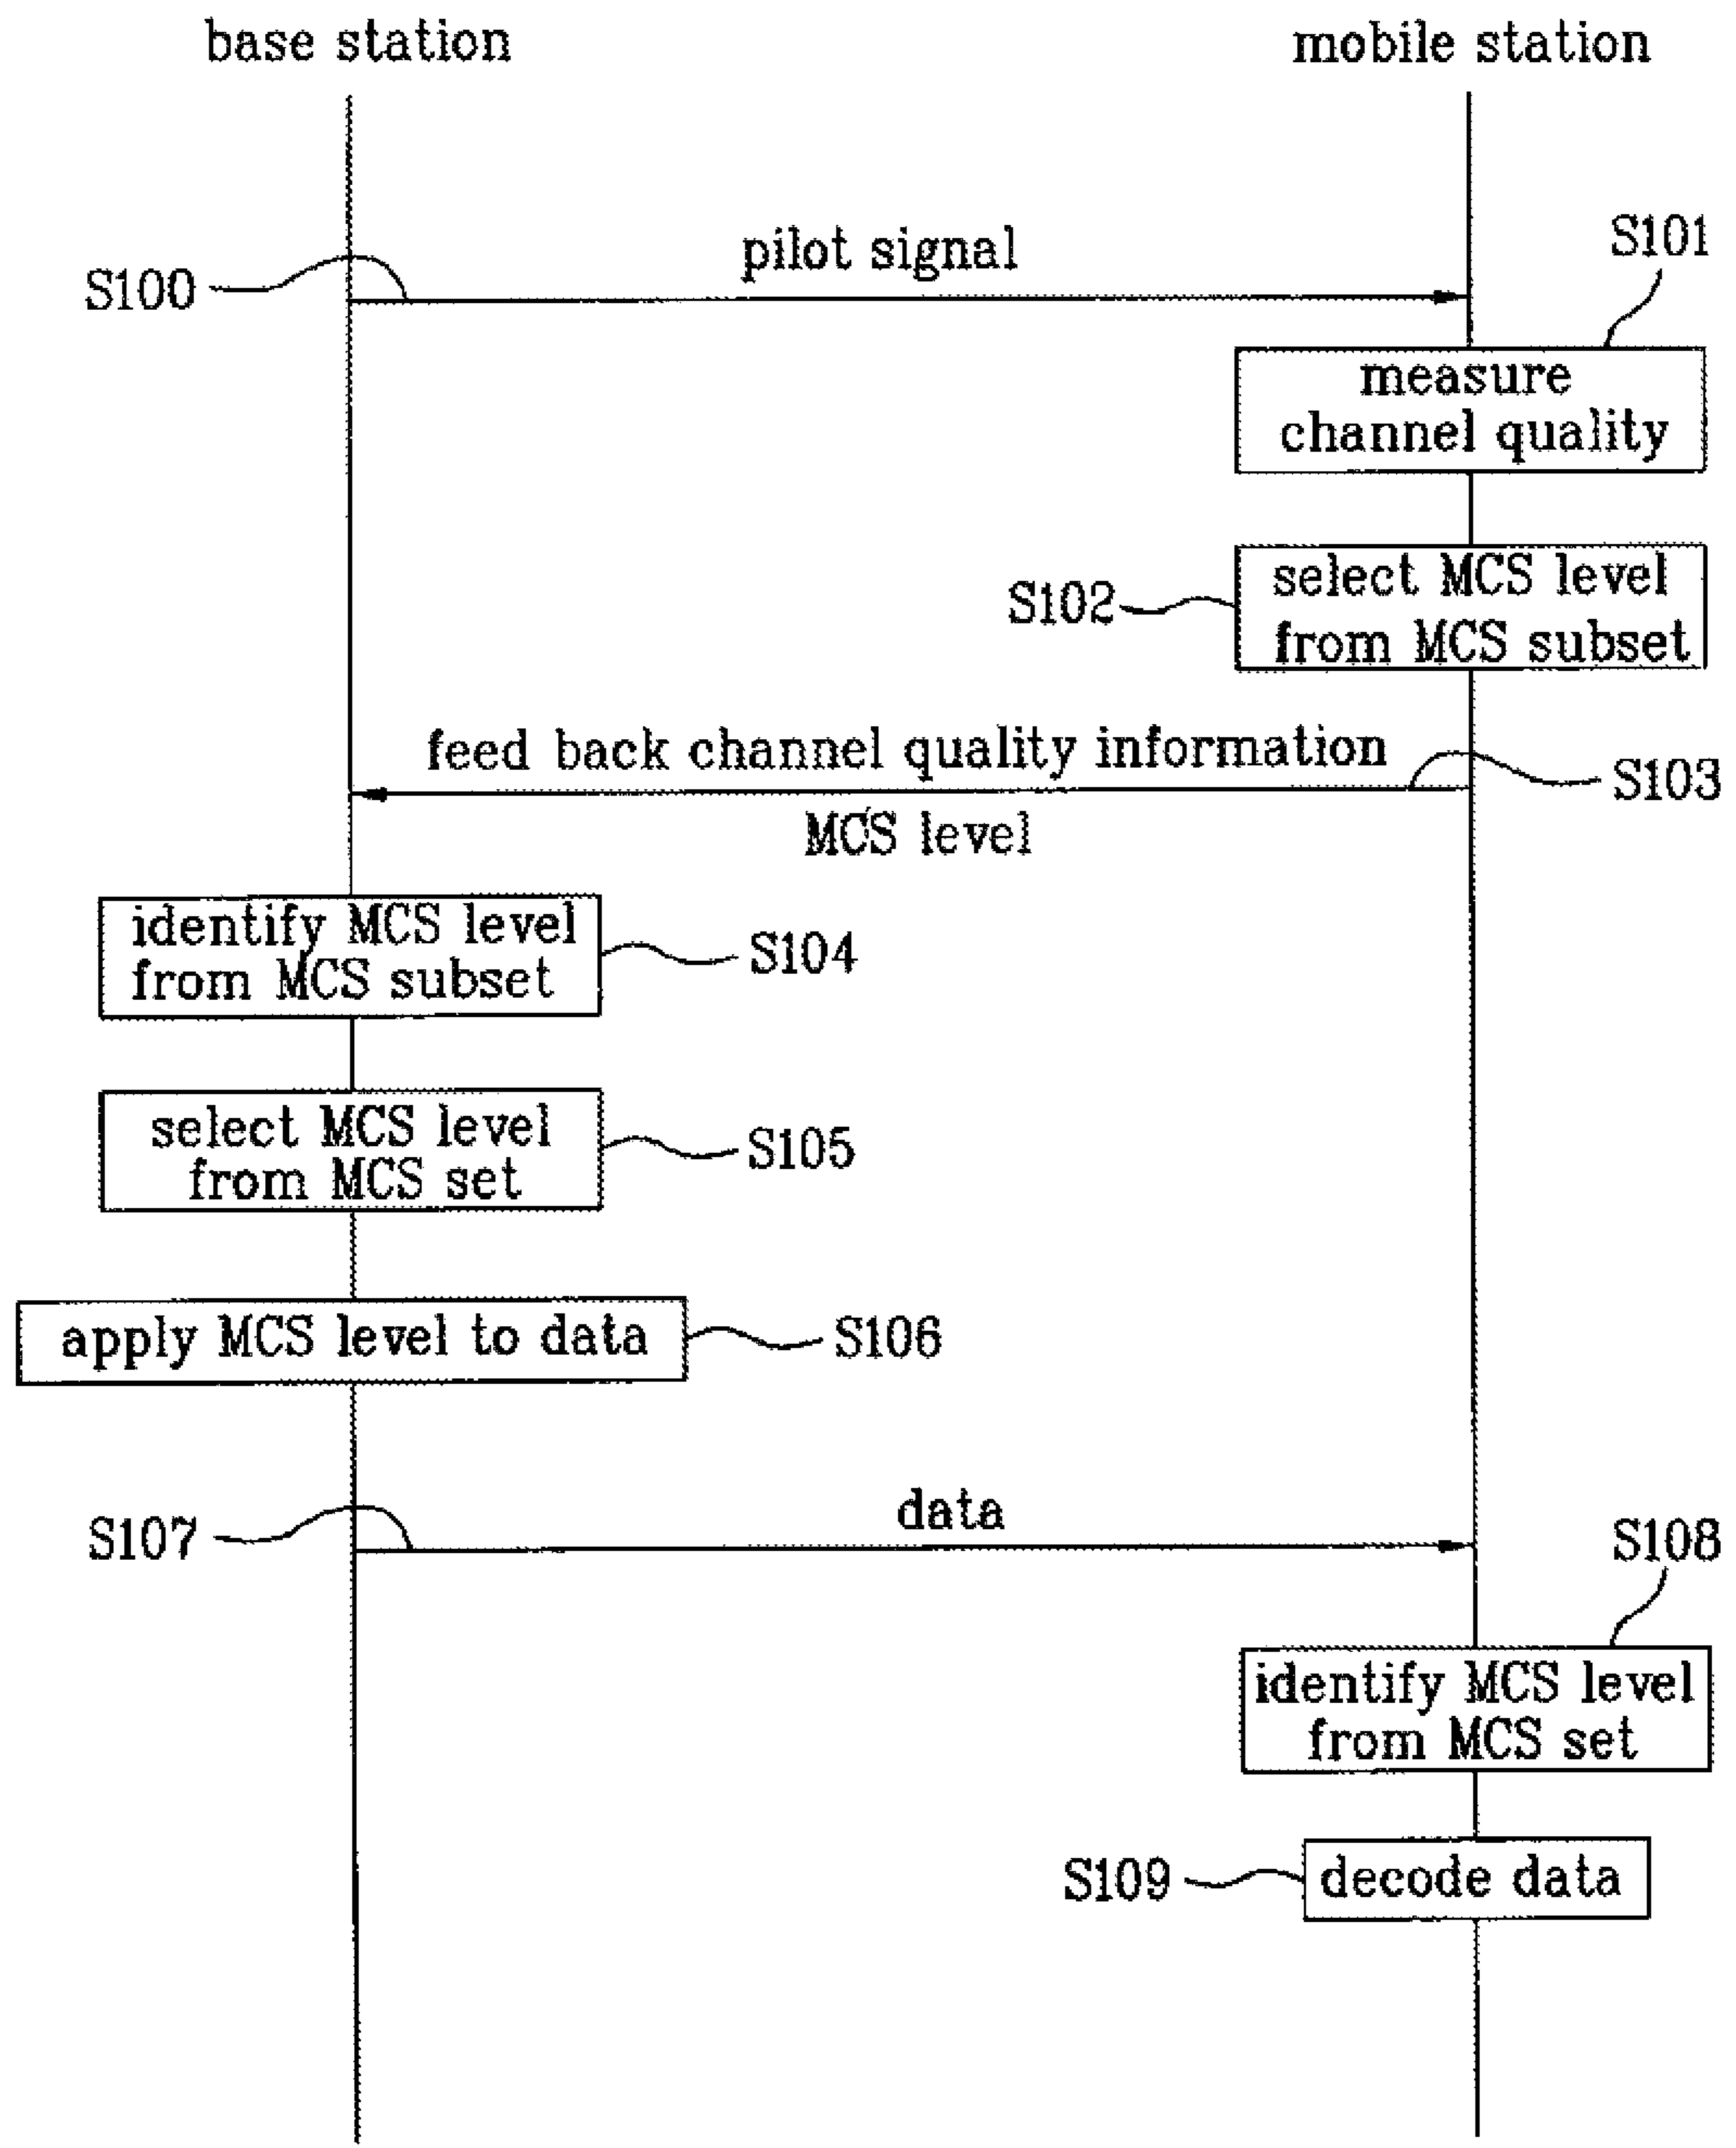 base station
mobile station
pilot signal
S100
S101
measure
channel quality
S102
select MCS level
from MCS subset
feed back channel quality information
S103
MCS level
identify MCS level
from MCS subset
S104
select MCS level
from MCS set
S105
apply MCS level to data
S106
data
S107
S108
identify MCS level
from MCS set
S109
decode data